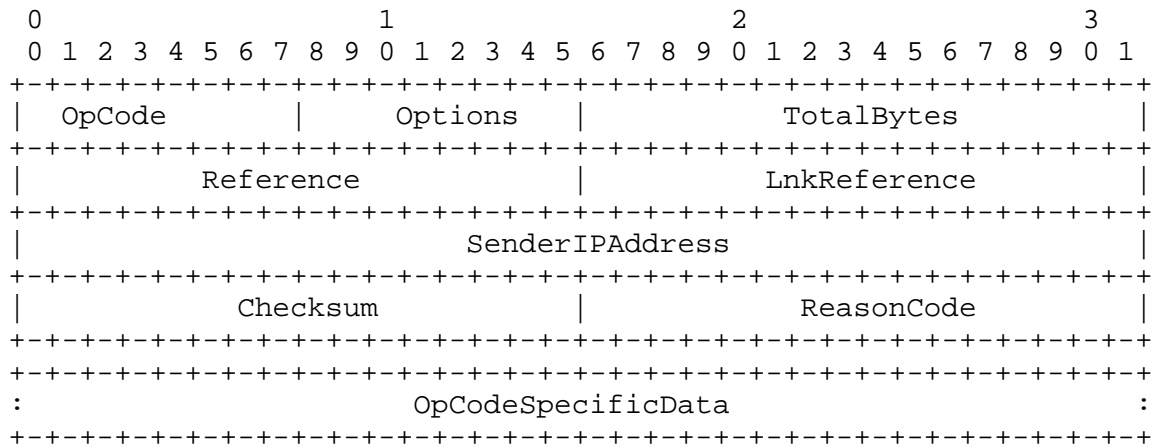 0                   1                   2                   3
 0 1 2 3 4 5 6 7 8 9 0 1 2 3 4 5 6 7 8 9 0 1 2 3 4 5 6 7 8 9 0 1
+-+-+-+-+-+-+-+-+-+-+-+-+-+-+-+-+-+-+-+-+-+-+-+-+-+-+-+-+-+-+-+-+
|  OpCode       |     Options   |           TotalBytes          |
+-+-+-+-+-+-+-+-+-+-+-+-+-+-+-+-+-+-+-+-+-+-+-+-+-+-+-+-+-+-+-+-+
|          Reference            |          LnkReference         |
+-+-+-+-+-+-+-+-+-+-+-+-+-+-+-+-+-+-+-+-+-+-+-+-+-+-+-+-+-+-+-+-+
|                         SenderIPAddress                       |
+-+-+-+-+-+-+-+-+-+-+-+-+-+-+-+-+-+-+-+-+-+-+-+-+-+-+-+-+-+-+-+-+
|            Checksum           |            ReasonCode         |
+-+-+-+-+-+-+-+-+-+-+-+-+-+-+-+-+-+-+-+-+-+-+-+-+-+-+-+-+-+-+-+-+
+-+-+-+-+-+-+-+-+-+-+-+-+-+-+-+-+-+-+-+-+-+-+-+-+-+-+-+-+-+-+-+-+
:                      OpCodeSpecificData                       :
+-+-+-+-+-+-+-+-+-+-+-+-+-+-+-+-+-+-+-+-+-+-+-+-+-+-+-+-+-+-+-+-+